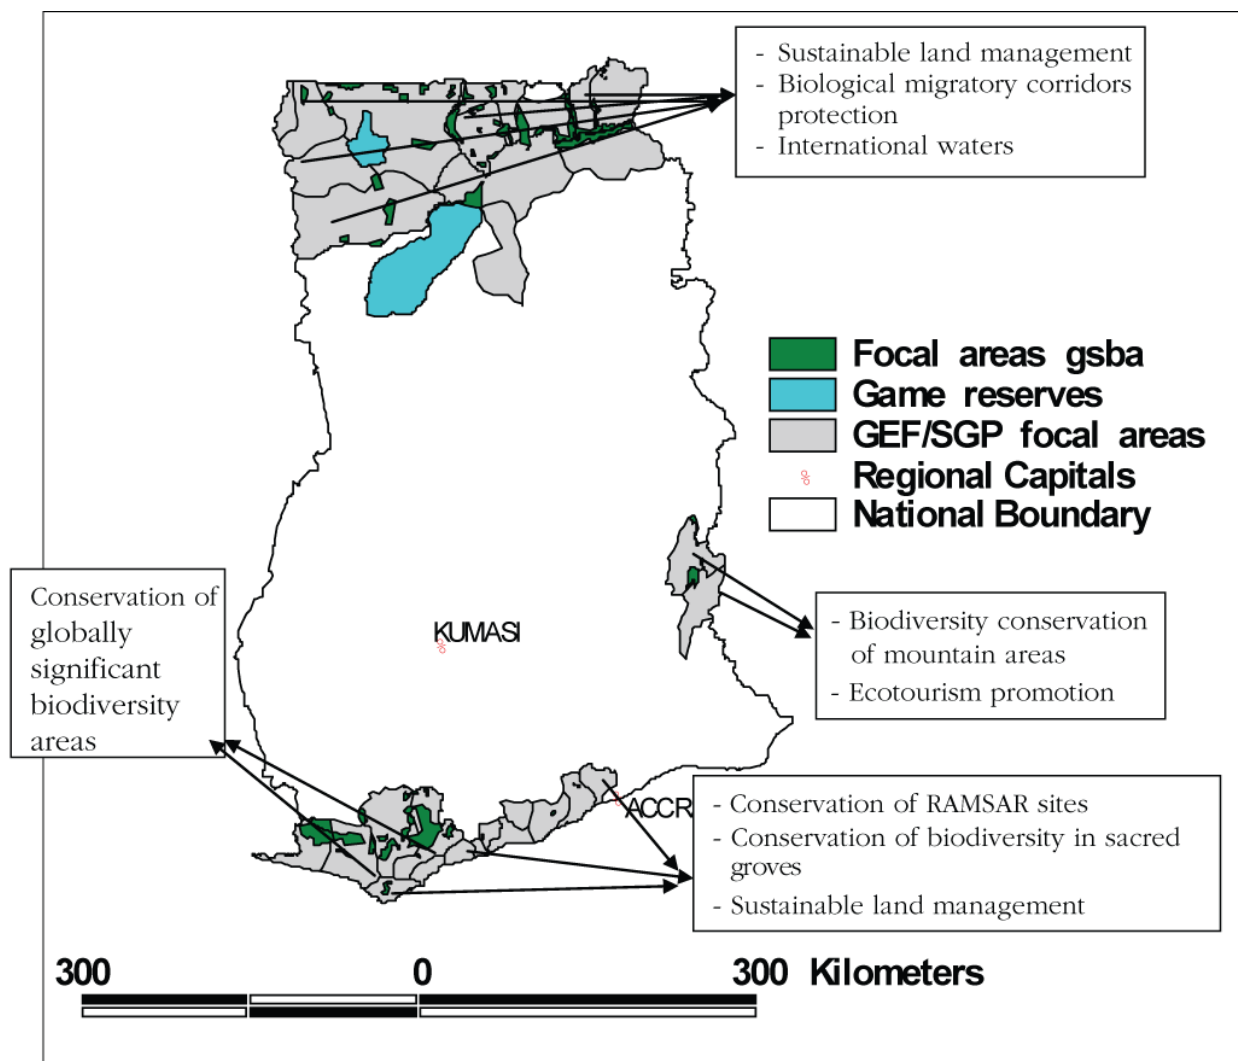 - Sustainable land management
- Biological migratory corridors
protection
- International waters
Focal areas gsba
Game reserves
GEF/SGP focal areas
Regional Capitals
National Boundary
Conservation of
globally
significant
biodiversity
areas
KUMASI
- Biodiversity conservation
of mountain areas
- Ecotourism promotion
ACCR
- Conservation of RAMSAR sites
- Conservation of biodiversity in sacred
groves
- Sustainable land management
300 0 300 Kilometers